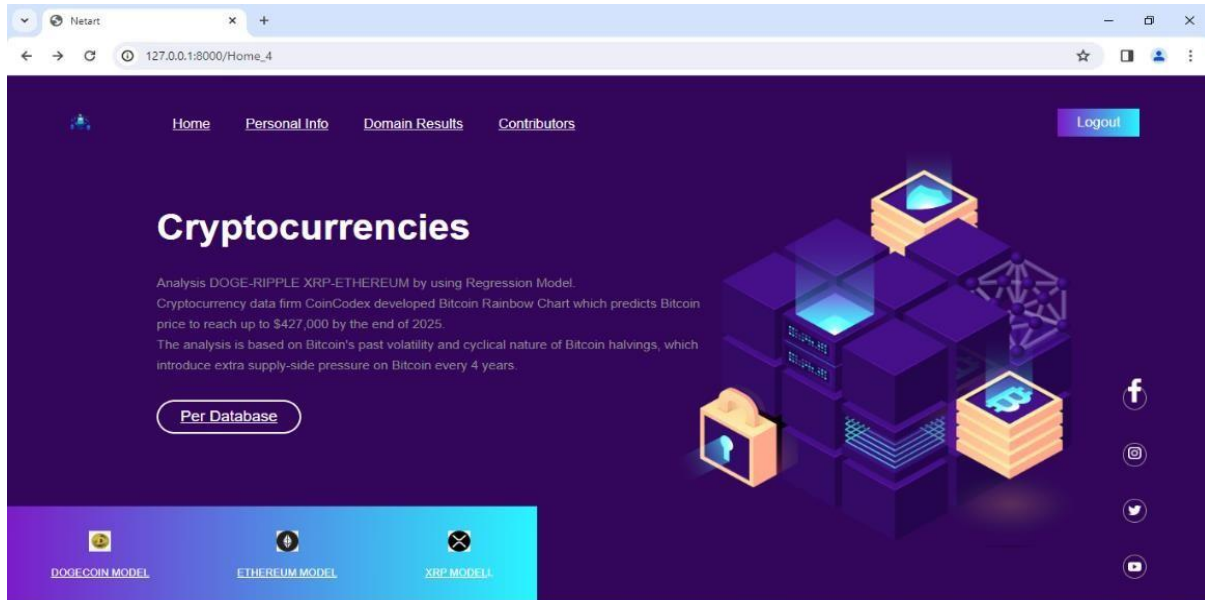 Netart
127.0.0.1:8000/Home_4
Home Personal Info Domain Results Contributors Logout
Cryptocurrencies
Analysis DOGE-RIPPLE XRP-ETHEREUM by using Regression Model.
Cryptocurrency data firm CoinCodex developed Bitcoin Rainbow Chart which predicts Bitcoin
price to reach up to $427,000 by the end of 2025.
The analysis is based on Bitcoin's past volatility and cyclical nature of Bitcoin halvings, which
introduce extra supply-side pressure on Bitcoin every 4 years.
Per Database
DOGECOIN MODEL ETHEREUM MODEL XRP MODELL